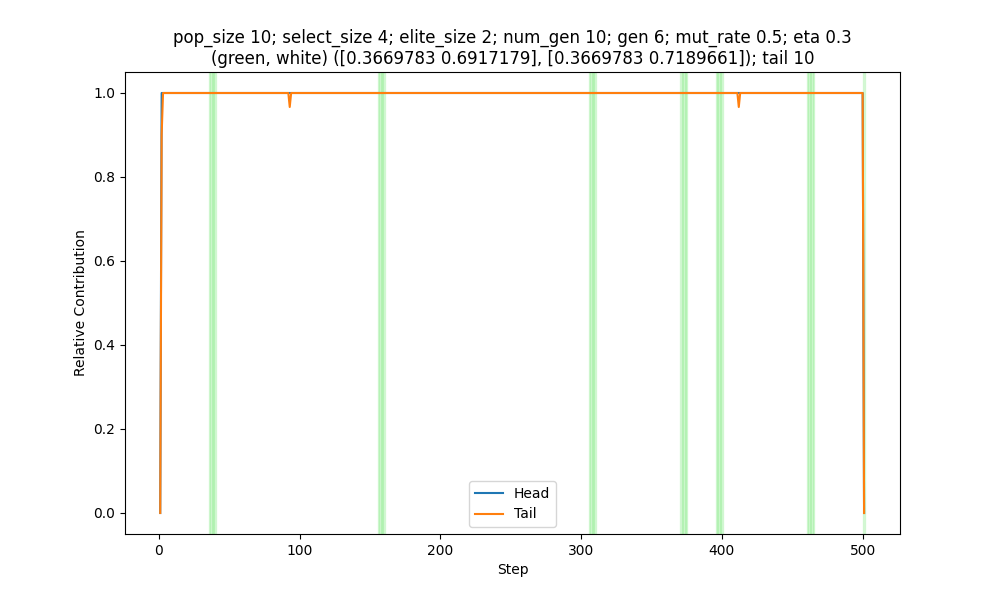 pop_size 10; select_size 4; elite_size 2; num_gen 10; gen 6; mut_rate 0.5; eta 0.3
(green, white) ([0.3669783 0.6917179], [0.3669783 0.7189661]); tail 10
1.0
0.8
0.6
0.4
0.2
0.0
Relative Contribution
Head
Tail
0
100
200
300
400
500
Step